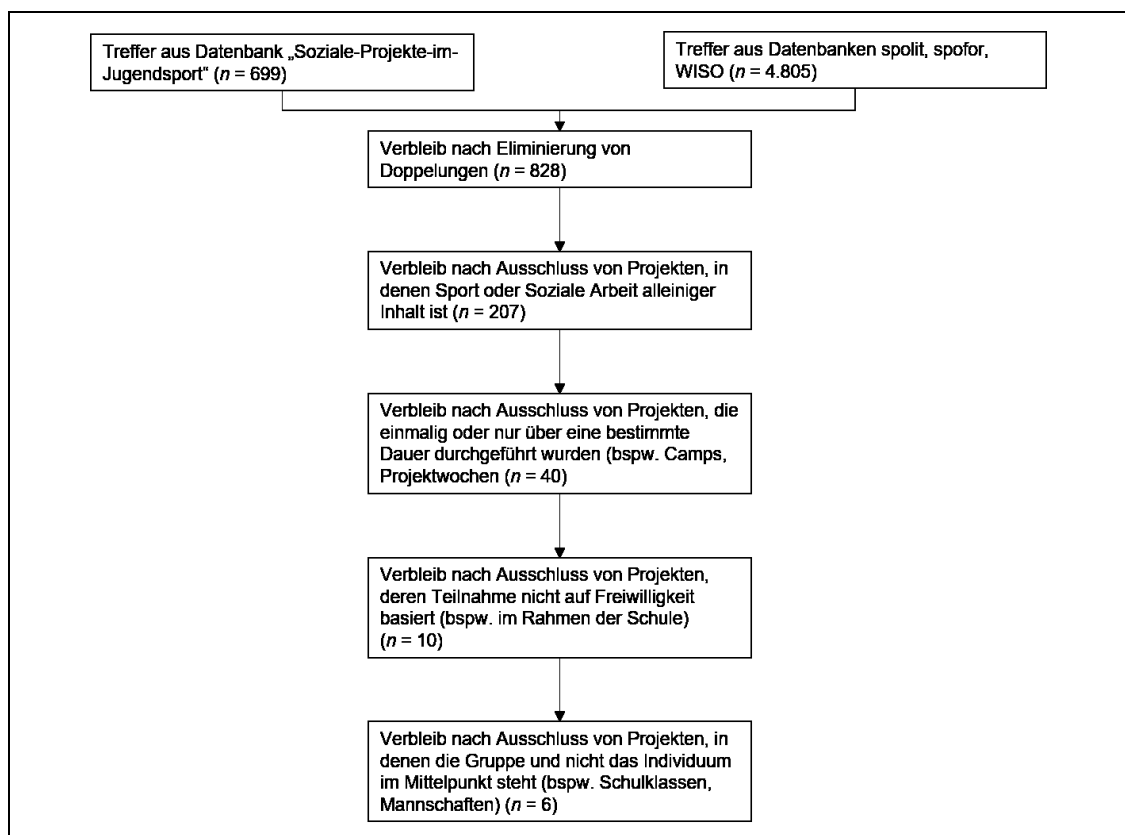 Treffer aus Datenbank „Soziale-Projekte-im-
Jugendsport“ (n = 699)
Treffer aus Datenbanken spolit, spofor,
WISO (n = 4.805)
Verbleib nach Eliminierung von
Doppelungen (n = 828)
Verbleib nach Ausschluss von Projekten, in
denen Sport oder Soziale Arbeit alleiniger
Inhalt ist (n = 207)
Verbleib nach Ausschluss von Projekten, die
einmalig oder nur über eine bestimmte
Dauer durchgeführt wurden (bspw. Camps,
Projektwochen (n = 40)
Verbleib nach Ausschluss von Projekten,
deren Teilnahme nicht auf Freiwilligkeit
basiert (bspw. im Rahmen der Schule)
(n = 10)
Verbleib nach Ausschluss von Projekten, in
denen die Gruppe und nicht das Individuum
im Mittelpunkt steht (bspw. Schulklassen,
Mannschaften) (n = 6)